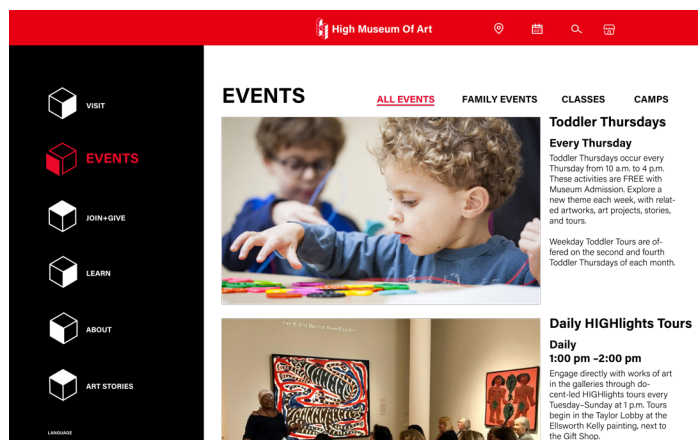 High Museum Of Art
VISIT
EVENTS
JOIN+GIVE
LEARN
ABOUT
ART STORIES
LANGUAGE
EVENTS
ALL EVENTS
FAMILY EVENTS
CLASSES
CAMPS
Toddler Thursdays
Every Thursday
Toddler Thursdays occur every
Thursday from 10 a.m. to 4 p.m.
These activities are FREE with
Museum Admission. Explore a
new theme each week, with relat-
ed artworks, art projects, stories,
and tours.
Weekday Toddler Tours are of-
fered on the second and fourth
Toddler Thursdays of each month.
Daily HIGHlights Tours
Daily
1:00 pm –2:00 pm
Engage directly with works of art
in the galleries through do-
cent-led HIGHlights tours every
Tuesday–Sunday at 1 p.m. Tours
begin in the Taylor Lobby at the
Ellsworth Kelly painting, next to
the Gift Shop.